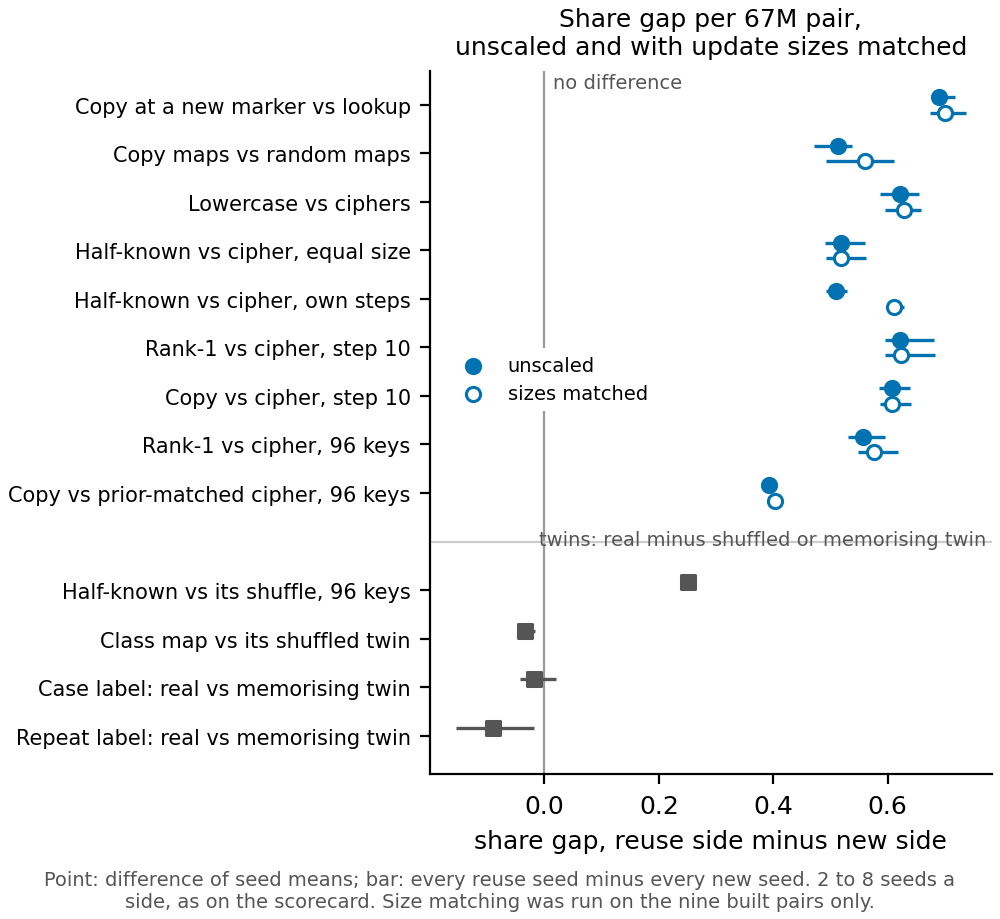 Share gap per 67M pair,
unscaled and with update sizes matched
no difference
Copy at a new marker vs lookup
Copy maps vs random maps
Lowercase vs ciphers
Half-known vs cipher, equal size
Half-known vs cipher, own steps
Rank-1 vs cipher, step 10
unscaled
sizes matched
Copy vs cipher, step 10
Rank-1 vs cipher, 96 keys
Copy vs prior-matched cipher, 96 keys
twins: real minus shuffled or memorising twin
Half-known vs its shuffle, 96 keys
Class map vs its shuffled twin
Case label: real vs memorising twin
Repeat label: real vs memorising twin
0.0 0.2 0.4 0.6
share gap, reuse side minus new side
Point: difference of seed means; bar: every reuse seed minus every new seed. 2 to 8 seeds a
side, as on the scorecard. Size matching was run on the nine built pairs only.